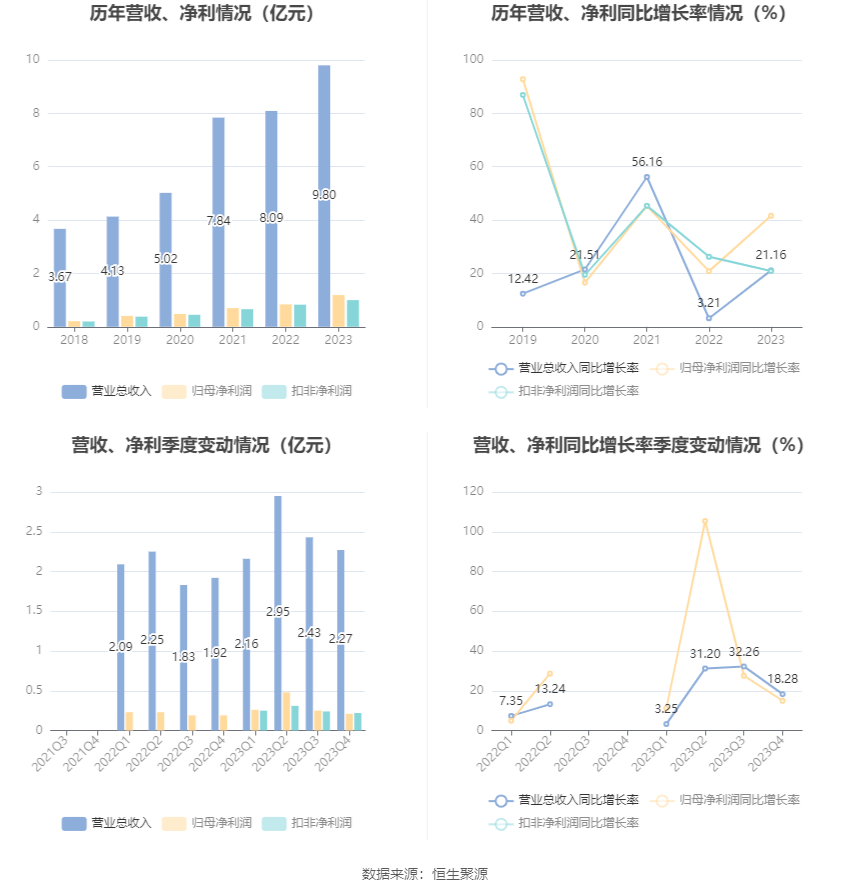 历年营收、净利情况（亿元）
10
8
6
4
2
0
3.67
4.13
5.02
7.84
8.09
9.80
2018
2019
2020
2021
2022
2023
营业总收入 归母净利润 扣非净利润
历年营收、净利同比增长率情况（%）
100
80
60
40
20
0
12.42
21.51
56.16
3.21
21.16
2019
2020
2021
2022
2023
营业总收入同比增长率 归母净利润同比增长率
扣非净利润同比增长率
营收、净利季度变动情况（亿元）
3
2.5
2
1.5
1
0.5
0
2.09
2.25
1.83
1.92
2.16
2.95
2.43
2.27
2021Q3
2021Q4
2022Q1
2022Q2
2022Q3
2022Q4
2023Q1
2023Q2
2023Q3
2023Q4
营业总收入 归母净利润 扣非净利润
营收、净利同比增长率季度变动情况（%）
120
100
80
60
40
20
0
7.35
13.24
3.25
31.20
32.26
18.28
2022Q1
2022Q2
2022Q3
2022Q4
2023Q1
2023Q2
2023Q3
2023Q4
营业总收入同比增长率 归母净利润同比增长率
扣非净利润同比增长率
数据来源：恒生聚源